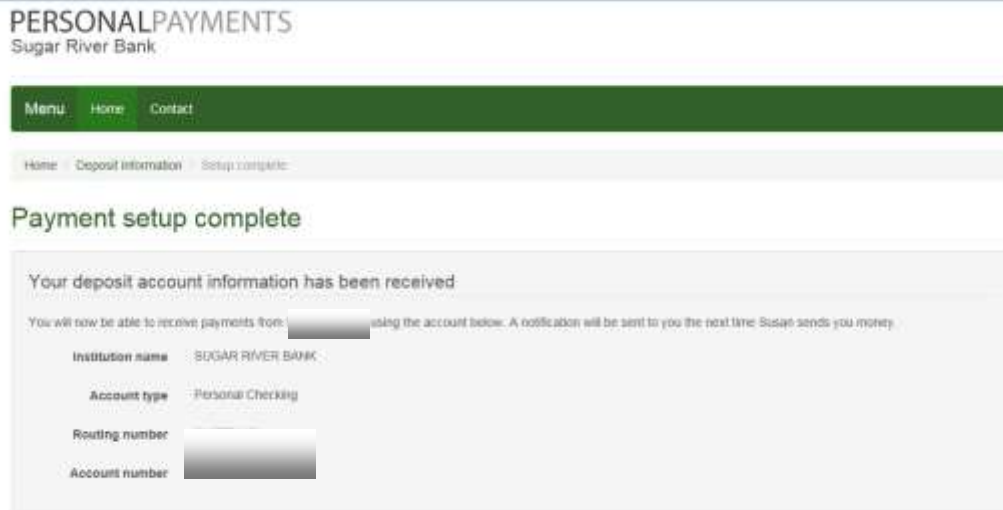 PERSONALPAYMENTS
Sugar River Bank
Menu Home Contact
Home / Deposit information / Setup complete
Payment setup complete
Your deposit account information has been received
You will now be able to receive payments from using the account below. A notification will be sent to you the next time Susan sends you money.
Institution name SUGAR RIVER BANK
Account type Personal Checking
Routing number
Account number